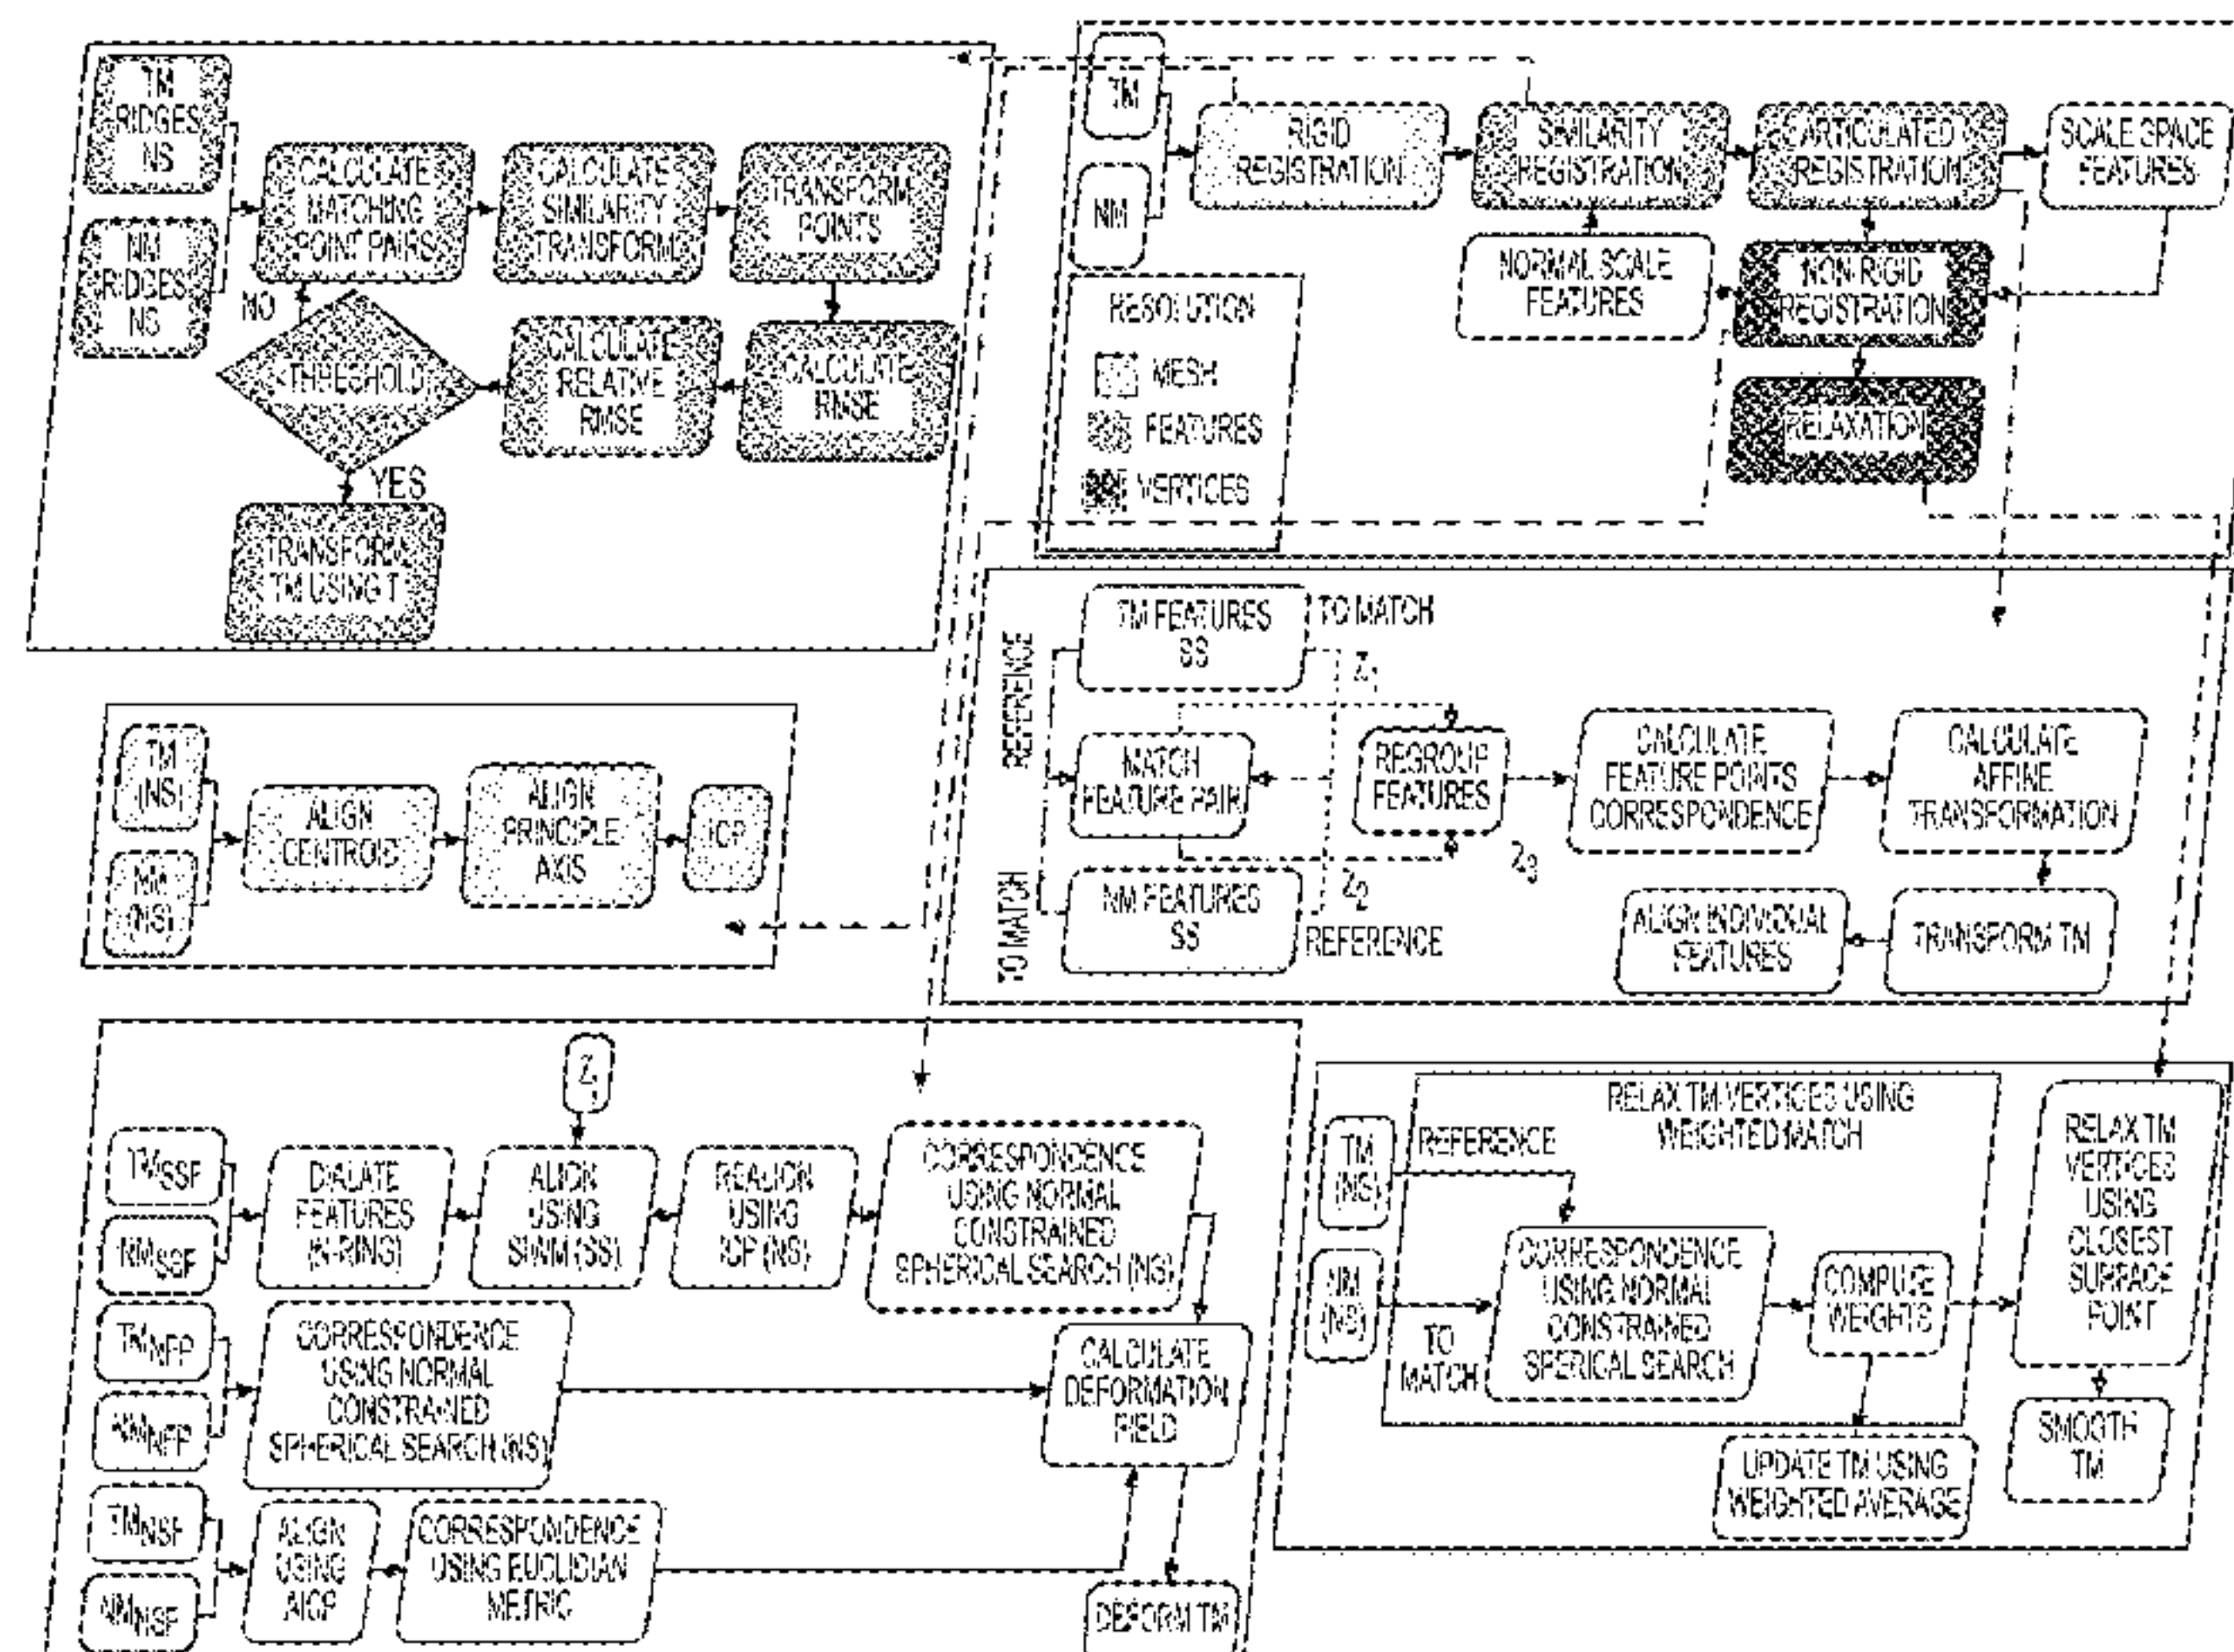 TM
RIDGES
NS
NM
RIDGES
NS
CALCULATE
MATCHING
POINT PAIRS
CALCULATE
SIMILARITY
TRANSFORM
TRANSFORM
POINTS
NO
THRESHOLD
CALCULATE
RELATIVE
RMSE
CALCULATE
RMSE
YES
TRANSFORM
TM USING T
TM
NM
RIGID
REGISTRATION
SIMILARITY
REGISTRATION
ARTICULATED
REGISTRATION
SCALE SPACE
FEATURES
NORMAL SCALE
FEATURES
NON-RIGID
REGISTRATION
RELAXATION
RESOLUTION
MESH
FEATURES
VERTICES
TM
(NS)
NM
(NS)
ALIGN
CENTROID
ALIGN
PRINCIPLE
AXIS
ICP
REFERENCE
TO MATCH
TM FEATURES
SS
TO MATCH
MATCH
FEATURE PAIR
NM FEATURES
SS
REFERENCE
Z1
Z2
Z3
REGROUP
FEATURES
CALCULATE
FEATURE POINTS
CORRESPONDENCE
CALCULATE
AFFINE
TRANSFORMATION
TRANSFORM TM
ALIGN INDIVIDUAL
FEATURES
TMSSF
NMSSF
DIALATE
FEATURES
(N-RING)
ALIGN
USING
SIWM (SS)
REALIGN
USING
ICP (NS)
CORRESPONDENCE
USING NORMAL
CONSTRAINED
SPHERICAL SEARCH (NS)
TMNFP
NMNFP
CORRESPONDENCE
USING NORMAL
CONSTRAINED
SPHERICAL SEARCH (NS)
CALCULATE
DEFORMATION
FIELD
TMNSF
NMNSF
ALIGN
USING
AICP
CORRESPONDENCE
USING EUCLIDIAN
METRIC
DEFORM TM
RELAX TM VERTICES USING
WEIGHTED MATCH
TM
(NS)
REFERENCE
NM
(NS)
TO
MATCH
CORRESPONDENCE
USING NORMAL
CONSTRAINED
SPERICAL SEARCH
COMPUTE
WEIGHTS
UPDATE TM USING
WEIGHTED AVERAGE
RELAX TM
VERTICES
USING
CLOSEST
SURFACE
POINT
SMOOTH
TM